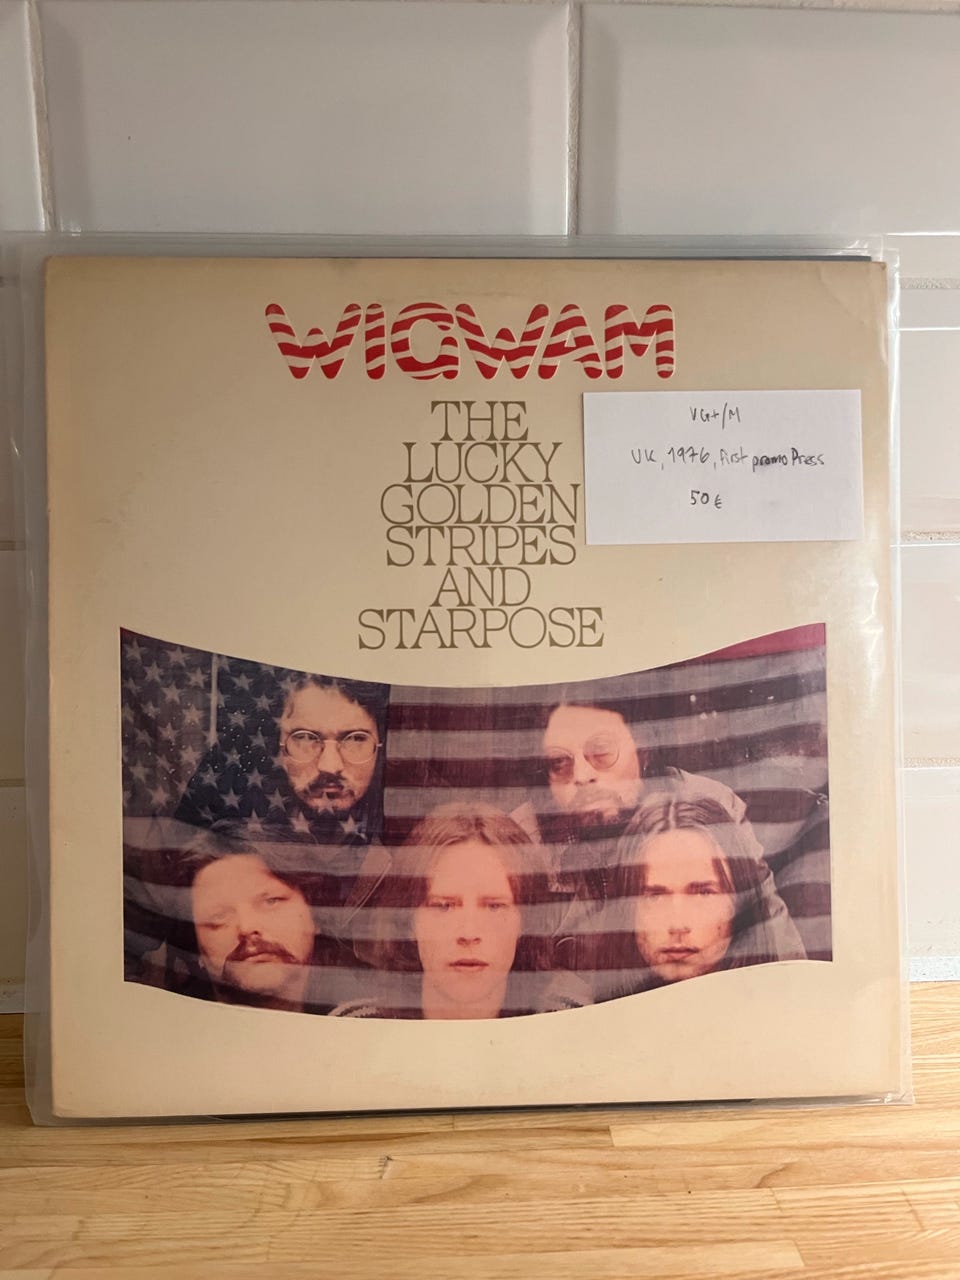 WIGWAM
THE
LUCKY
GOLDEN
STRIPES
AND
STARPOSE
VG+/M
UK, 1976, first promo Press
50€